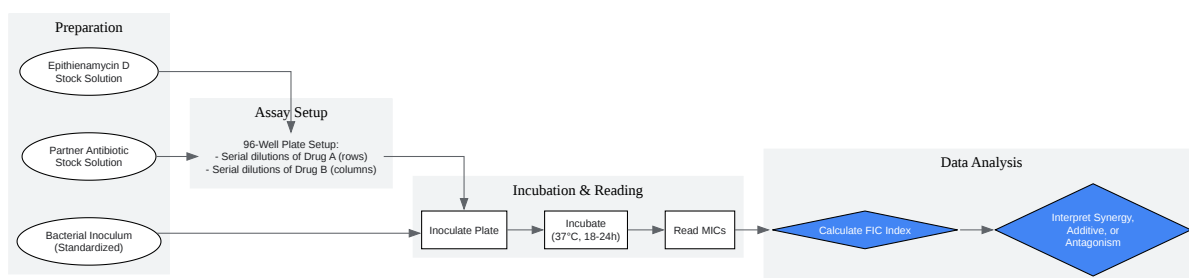 Preparation
Epithienamycin D
Stock Solution
Partner Antibiotic
Stock Solution
Bacterial Inoculum
(Standardized)
Assay Setup
96-Well Plate Setup:
- Serial dilutions of Drug A (rows)
- Serial dilutions of Drug B (columns)
Incubation & Reading
Inoculate Plate
Incubate
(37°C, 18-24h)
Read MICs
Data Analysis
Calculate FIC Index
Interpret Synergy,
Additive, or
Antagonism